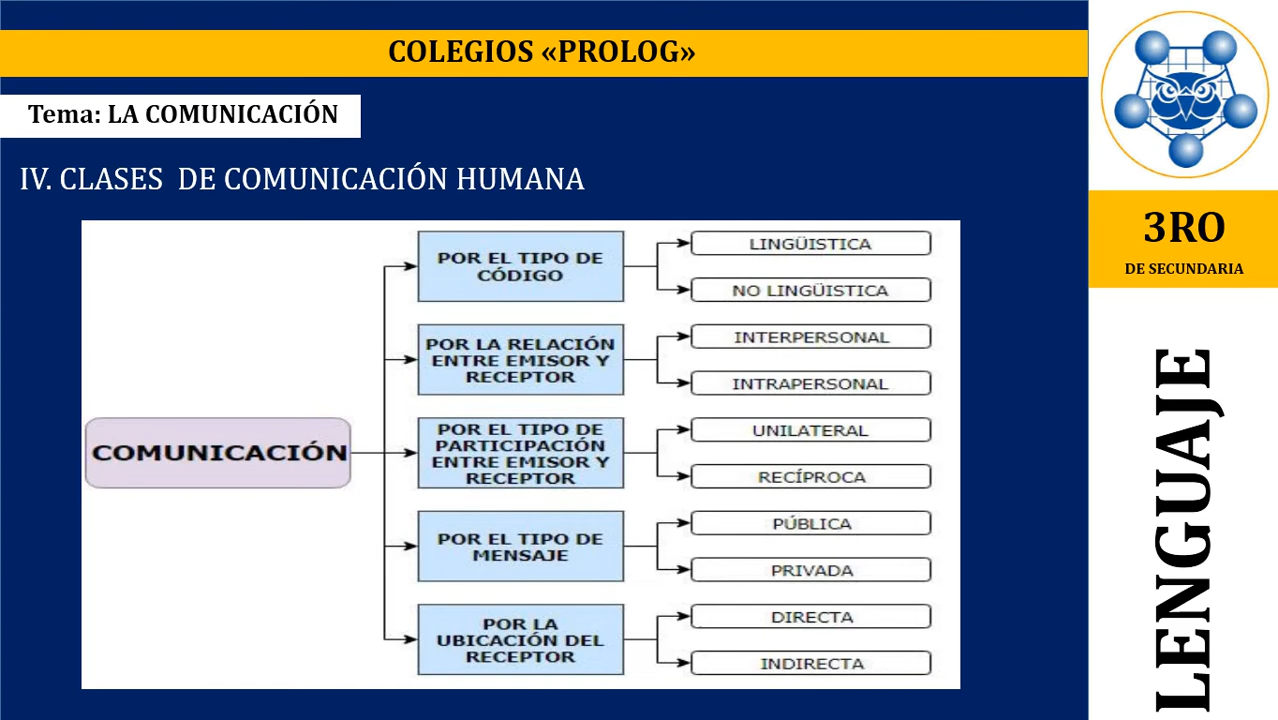 COLEGIOS «PROLOG»
Tema: LA COMUNICACIÓN
IV. CLASES DE COMUNICACIÓN HUMANA
COMUNICACIÓN
POR EL TIPO DE
CÓDIGO
LINGÜISTICA
NO LINGÜISTICA
POR LA RELACIÓN
ENTRE EMISOR Y
RECEPTOR
INTERPERSONAL
INTRAPERSONAL
POR EL TIPO DE
PARTICIPACIÓN
ENTRE EMISOR Y
RECEPTOR
UNILATERAL
RECÍPROCA
POR EL TIPO DE
MENSAJE
PÚBLICA
PRIVADA
POR LA
UBICACIÓN DEL
RECEPTOR
DIRECTA
INDIRECTA
3RO
DE SECUNDARIA
LENGUAJE